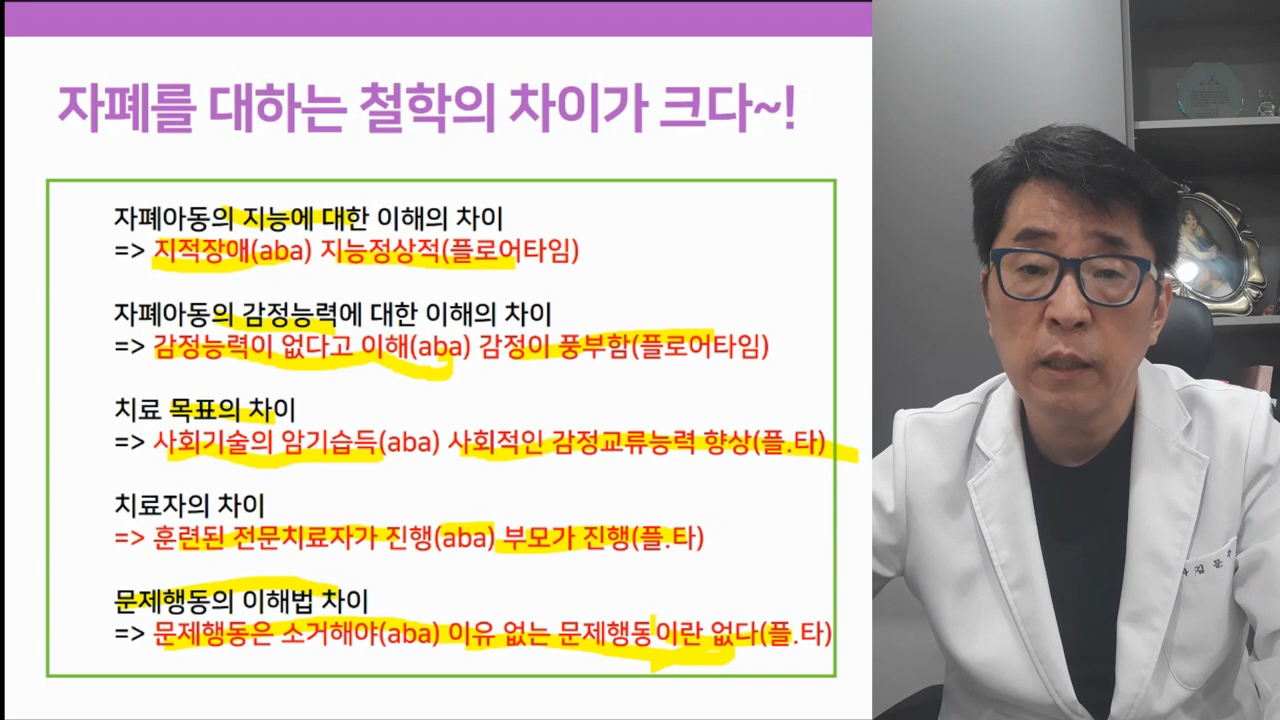 자폐를 대하는 철학의 차이가 크다~!
자폐아동의 지능에 대한 이해의 차이
=> 지적장애(aba) 지능정상적(플로어타임)
자폐아동의 감정능력에 대한 이해의 차이
=> 감정능력이 없다고 이해(aba) 감정이 풍부함(플로어타임)
치료 목표의 차이
=> 사회기술의 암기습득(aba) 사회적인 감정교류능력 향상(플.타)
치료자의 차이
=> 훈련된 전문치료자가 진행(aba) 부모가 진행(플.타)
문제행동의 이해법 차이
=> 문제행동은 소거해야(aba) 이유 없는 문제행동이란 없다(플.타)